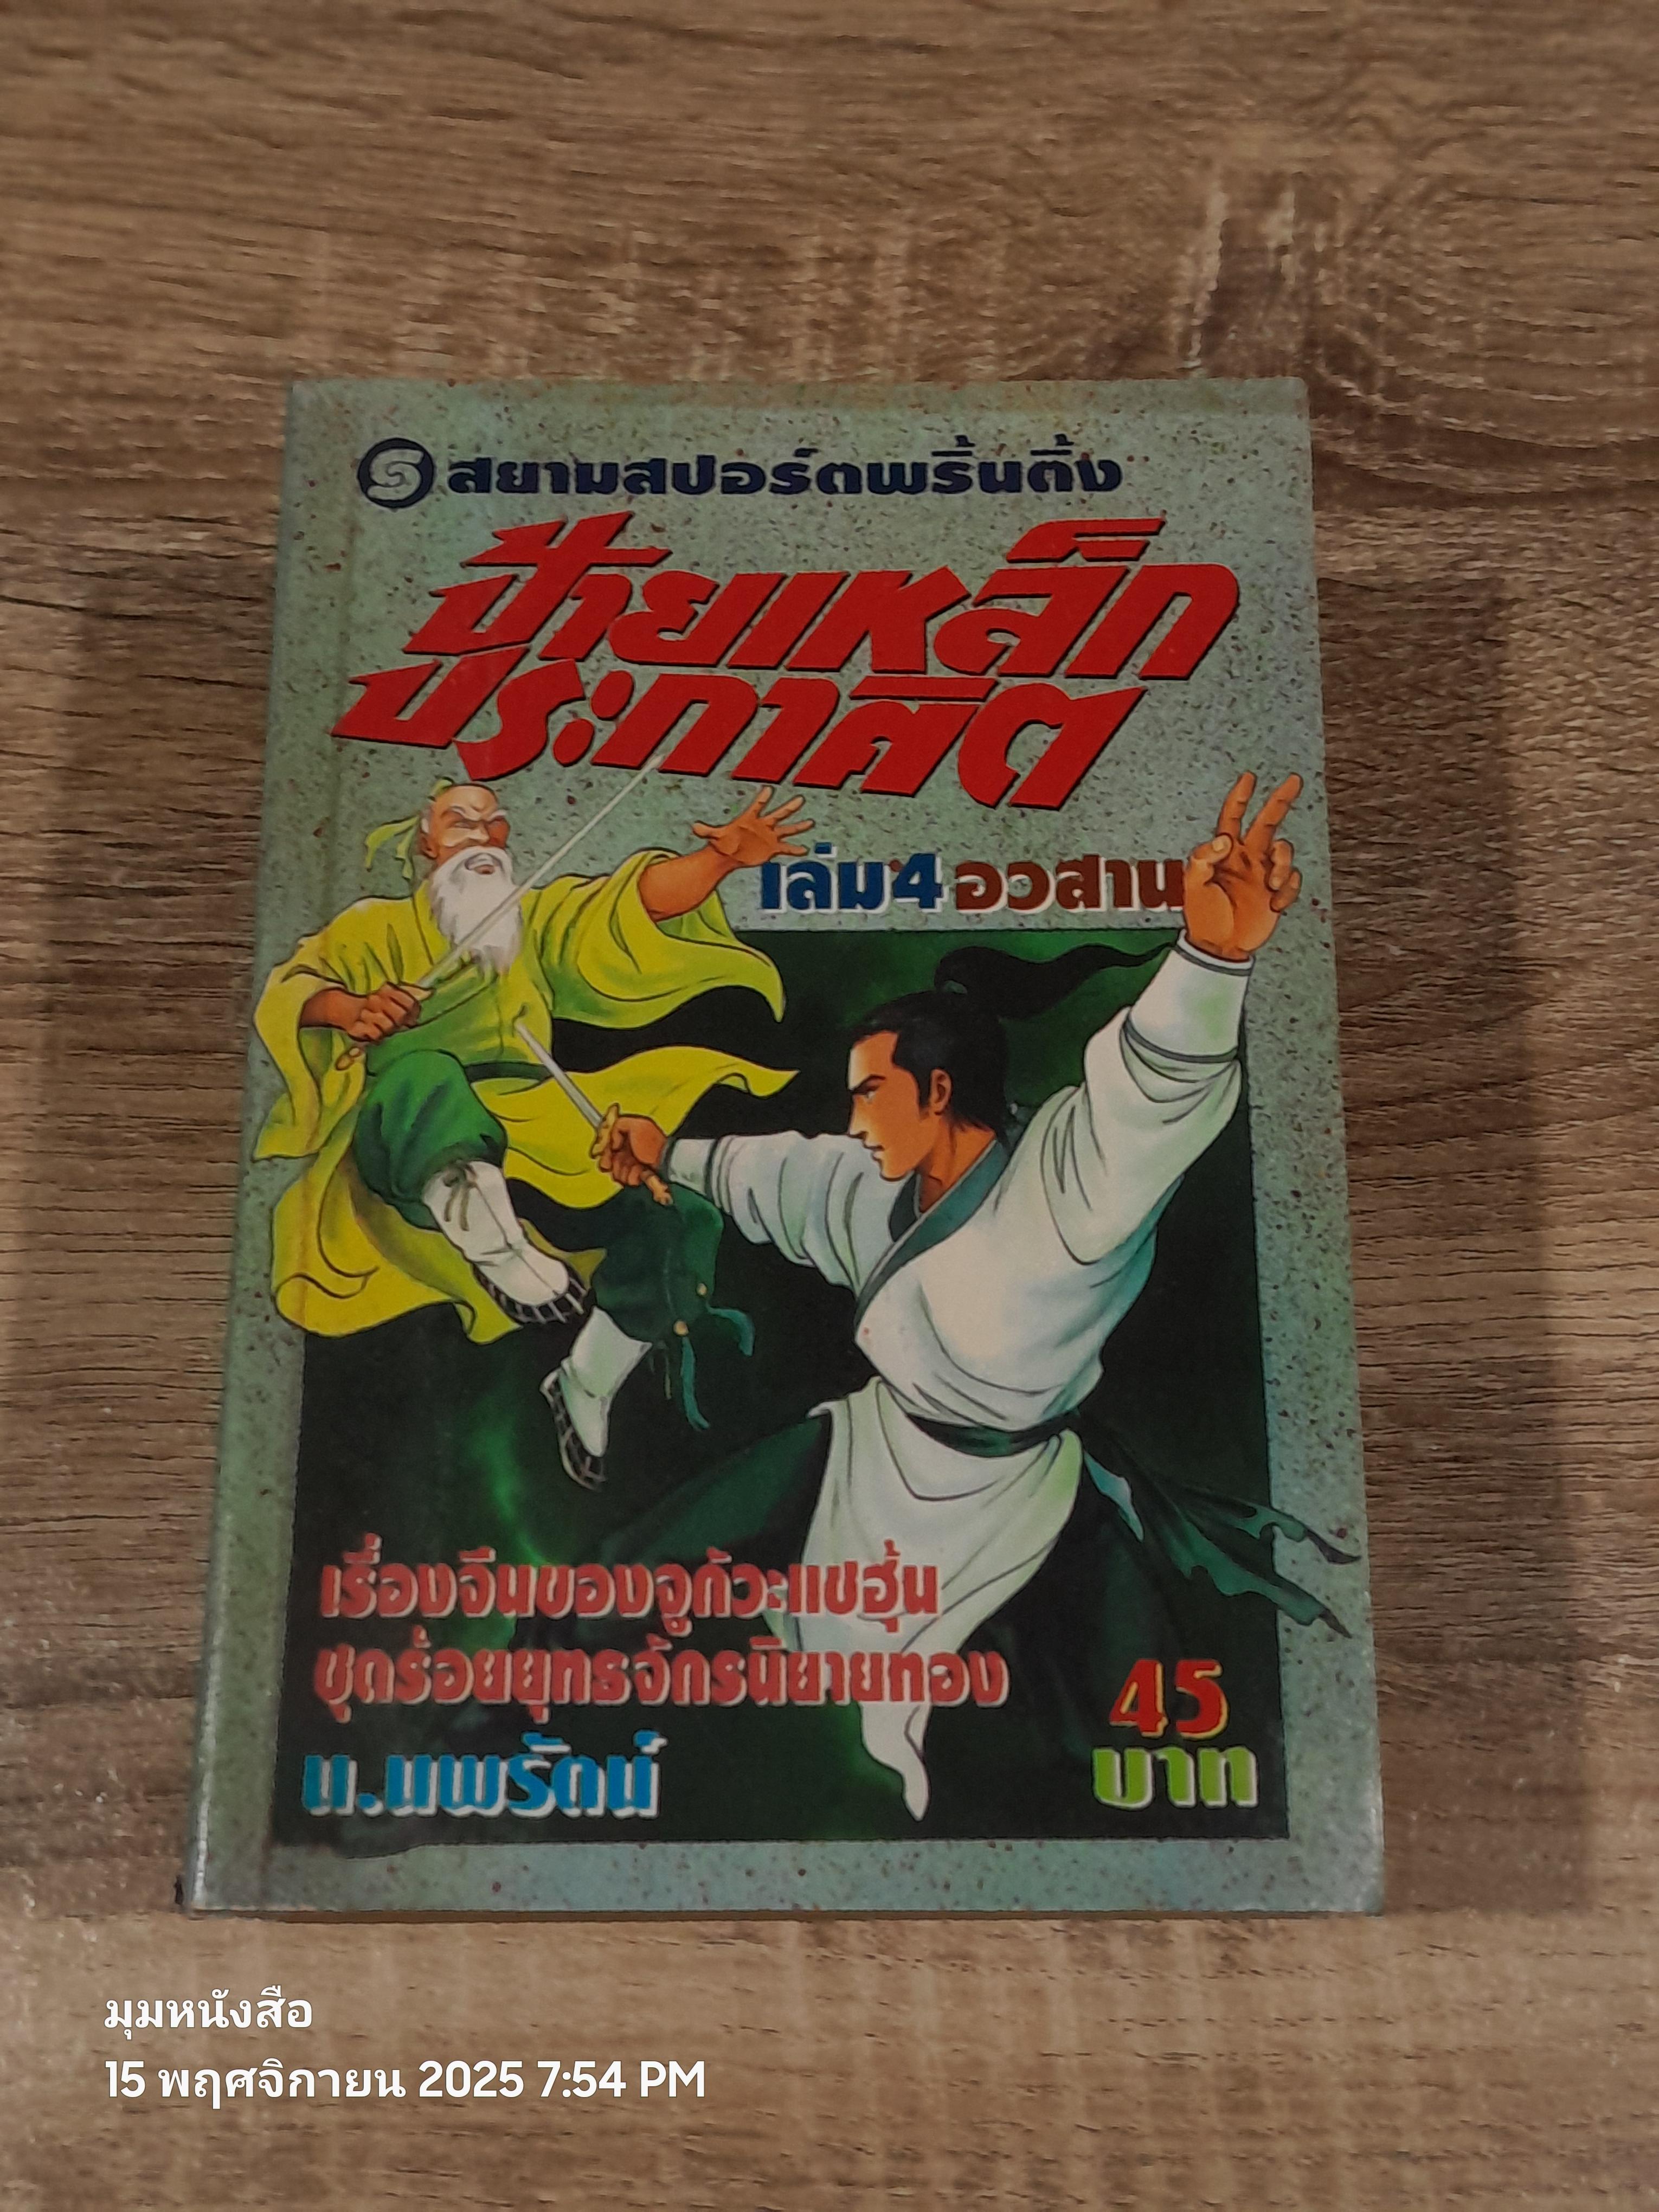 สยามสปอร์ตพริ้นติ้ง
ป้ายเหล็ก
ประกาศิต
เล่ม 4 อวสาน
เรื่องจีนของจูกัวะแชฮุ้น
ชุดร่อยยุทธจักรนิยายทอง
น.นพรัตน์
45
บาท
มุมหนังสือ
15 พฤศจิกายน 2025 7:54 PM